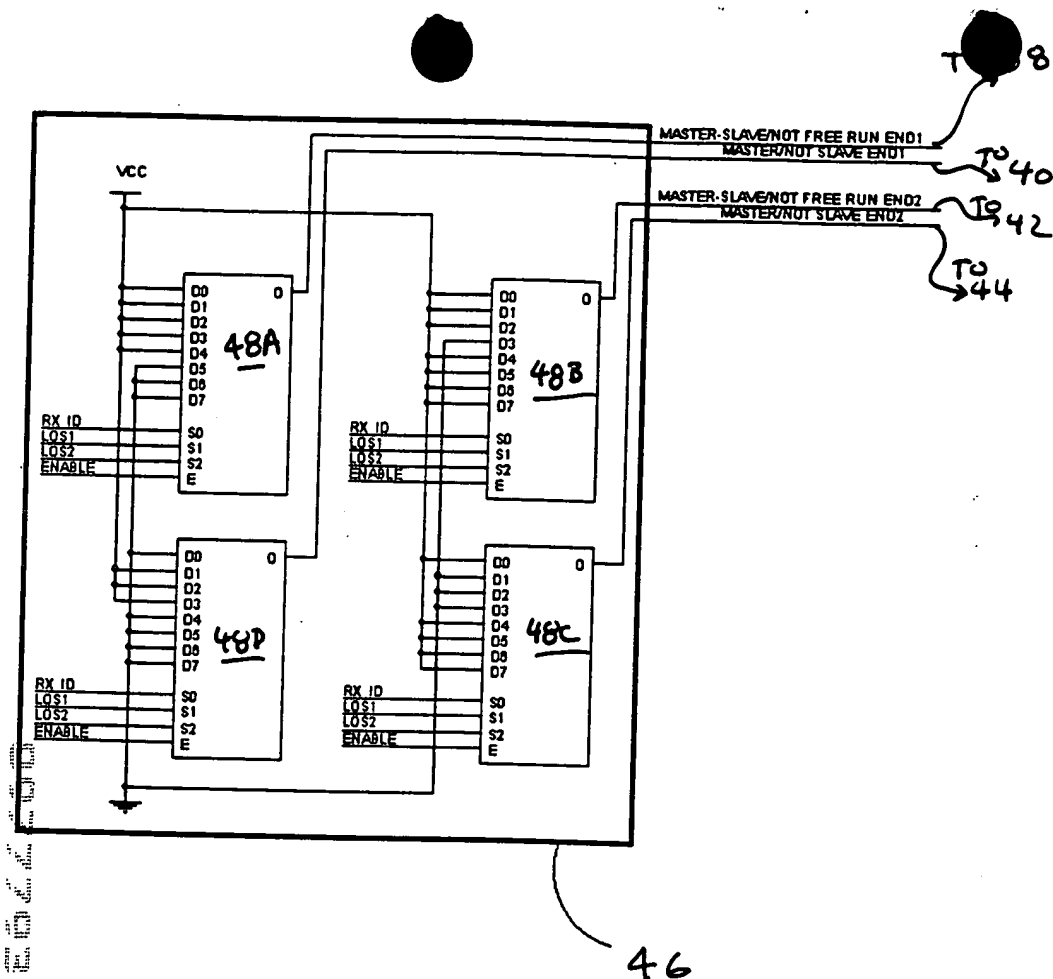 T 8
MASTER-SLAVE/NOT FREE RUN END1
MASTER/NOT SLAVE END1
TO 40
MASTER-SLAVE/NOT FREE RUN END2
MASTER/NOT SLAVE END2
TO 42
TO 44
VCC
D0 O
D1
D2
D3
D4
D5
D6
D7
48A
RX ID S0
LOS1 S1
LOS2 S2
ENABLE E
D0 O
D1
D2
D3
D4
D5
D6
D7
48B
RX ID S0
LOS1 S1
LOS2 S2
ENABLE E
D0 O
D1
D2
D3
D4
D5
D6
D7
48D
RX ID S0
LOS1 S1
LOS2 S2
ENABLE E
D0 O
D1
D2
D3
D4
D5
D6
D7
48C
RX ID S0
LOS1 S1
LOS2 S2
ENABLE E
46